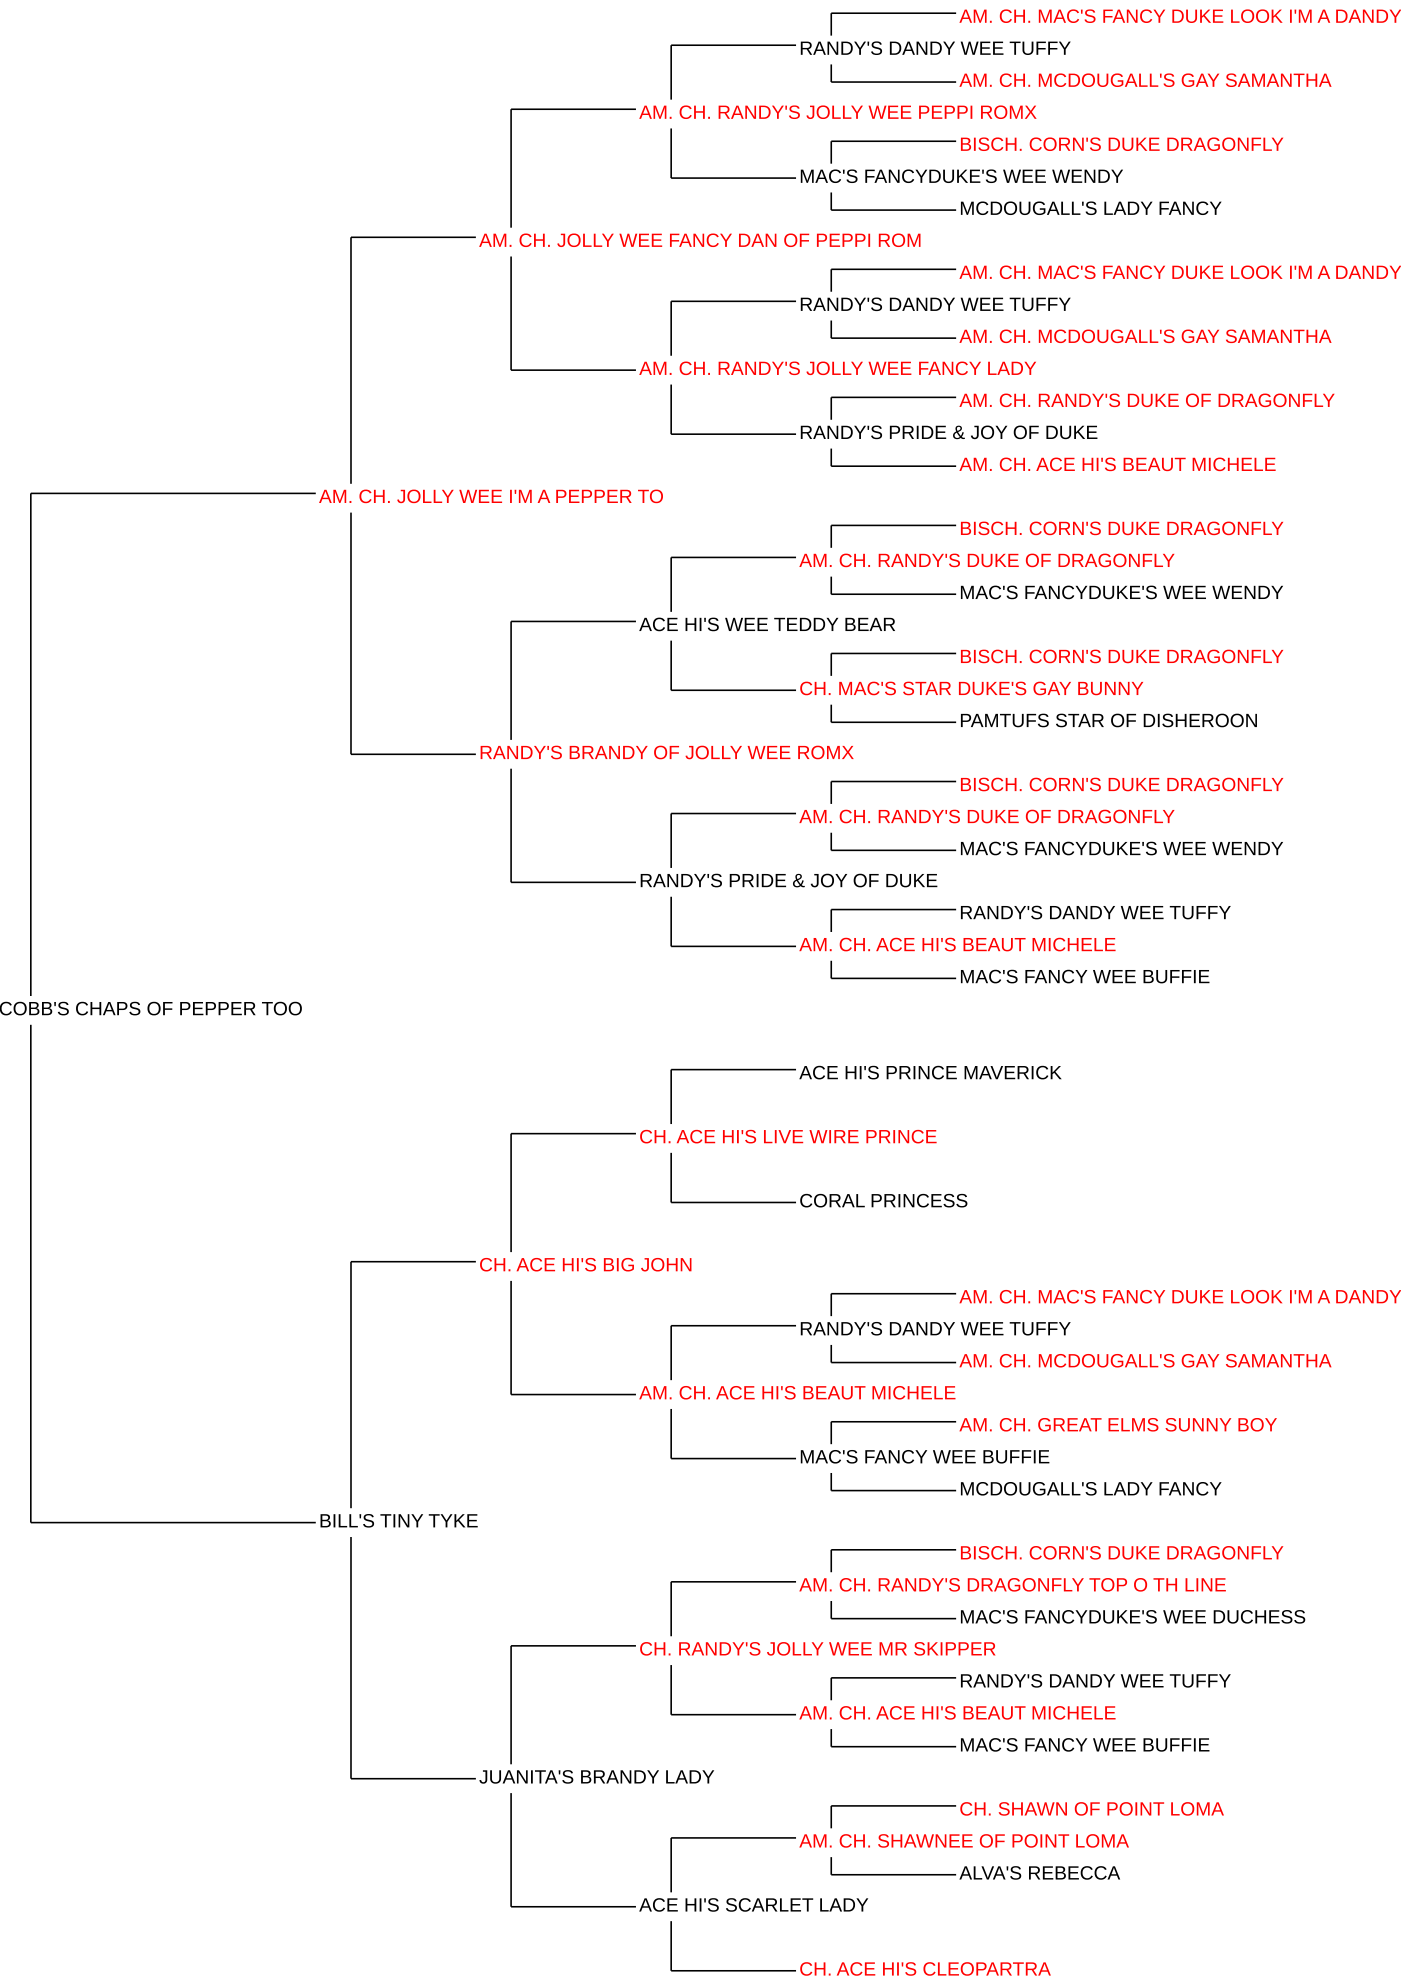 AM. CH. MAC'S FANCY DUKE LOOK I'M A DANDY
RANDY'S DANDY WEE TUFFY
AM. CH. MCDOUGALL'S GAY SAMANTHA
AM. CH. RANDY'S JOLLY WEE PEPPI ROMX
BISCH. CORN'S DUKE DRAGONFLY
MAC'S FANCYDUKE'S WEE WENDY
MCDOUGALL'S LADY FANCY
AM. CH. JOLLY WEE FANCY DAN OF PEPPI ROM
AM. CH. MAC'S FANCY DUKE LOOK I'M A DANDY
RANDY'S DANDY WEE TUFFY
AM. CH. MCDOUGALL'S GAY SAMANTHA
AM. CH. RANDY'S JOLLY WEE FANCY LADY
AM. CH. RANDY'S DUKE OF DRAGONFLY
RANDY'S PRIDE & JOY OF DUKE
AM. CH. ACE HI'S BEAUT MICHELE
AM. CH. JOLLY WEE I'M A PEPPER TO
BISCH. CORN'S DUKE DRAGONFLY
AM. CH. RANDY'S DUKE OF DRAGONFLY
MAC'S FANCYDUKE'S WEE WENDY
ACE HI'S WEE TEDDY BEAR
BISCH. CORN'S DUKE DRAGONFLY
CH. MAC'S STAR DUKE'S GAY BUNNY
PAMTUFS STAR OF DISHEROON
RANDY'S BRANDY OF JOLLY WEE ROMX
BISCH. CORN'S DUKE DRAGONFLY
AM. CH. RANDY'S DUKE OF DRAGONFLY
MAC'S FANCYDUKE'S WEE WENDY
RANDY'S PRIDE & JOY OF DUKE
RANDY'S DANDY WEE TUFFY
AM. CH. ACE HI'S BEAUT MICHELE
MAC'S FANCY WEE BUFFIE
COBB'S CHAPS OF PEPPER TOO
ACE HI'S PRINCE MAVERICK
CH. ACE HI'S LIVE WIRE PRINCE
CORAL PRINCESS
CH. ACE HI'S BIG JOHN
AM. CH. MAC'S FANCY DUKE LOOK I'M A DANDY
RANDY'S DANDY WEE TUFFY
AM. CH. MCDOUGALL'S GAY SAMANTHA
AM. CH. ACE HI'S BEAUT MICHELE
AM. CH. GREAT ELMS SUNNY BOY
MAC'S FANCY WEE BUFFIE
MCDOUGALL'S LADY FANCY
BILL'S TINY TYKE
BISCH. CORN'S DUKE DRAGONFLY
AM. CH. RANDY'S DRAGONFLY TOP O TH LINE
MAC'S FANCYDUKE'S WEE DUCHESS
CH. RANDY'S JOLLY WEE MR SKIPPER
RANDY'S DANDY WEE TUFFY
AM. CH. ACE HI'S BEAUT MICHELE
MAC'S FANCY WEE BUFFIE
JUANITA'S BRANDY LADY
CH. SHAWN OF POINT LOMA
AM. CH. SHAWNEE OF POINT LOMA
ALVA'S REBECCA
ACE HI'S SCARLET LADY
CH. ACE HI'S CLEOPARTRA